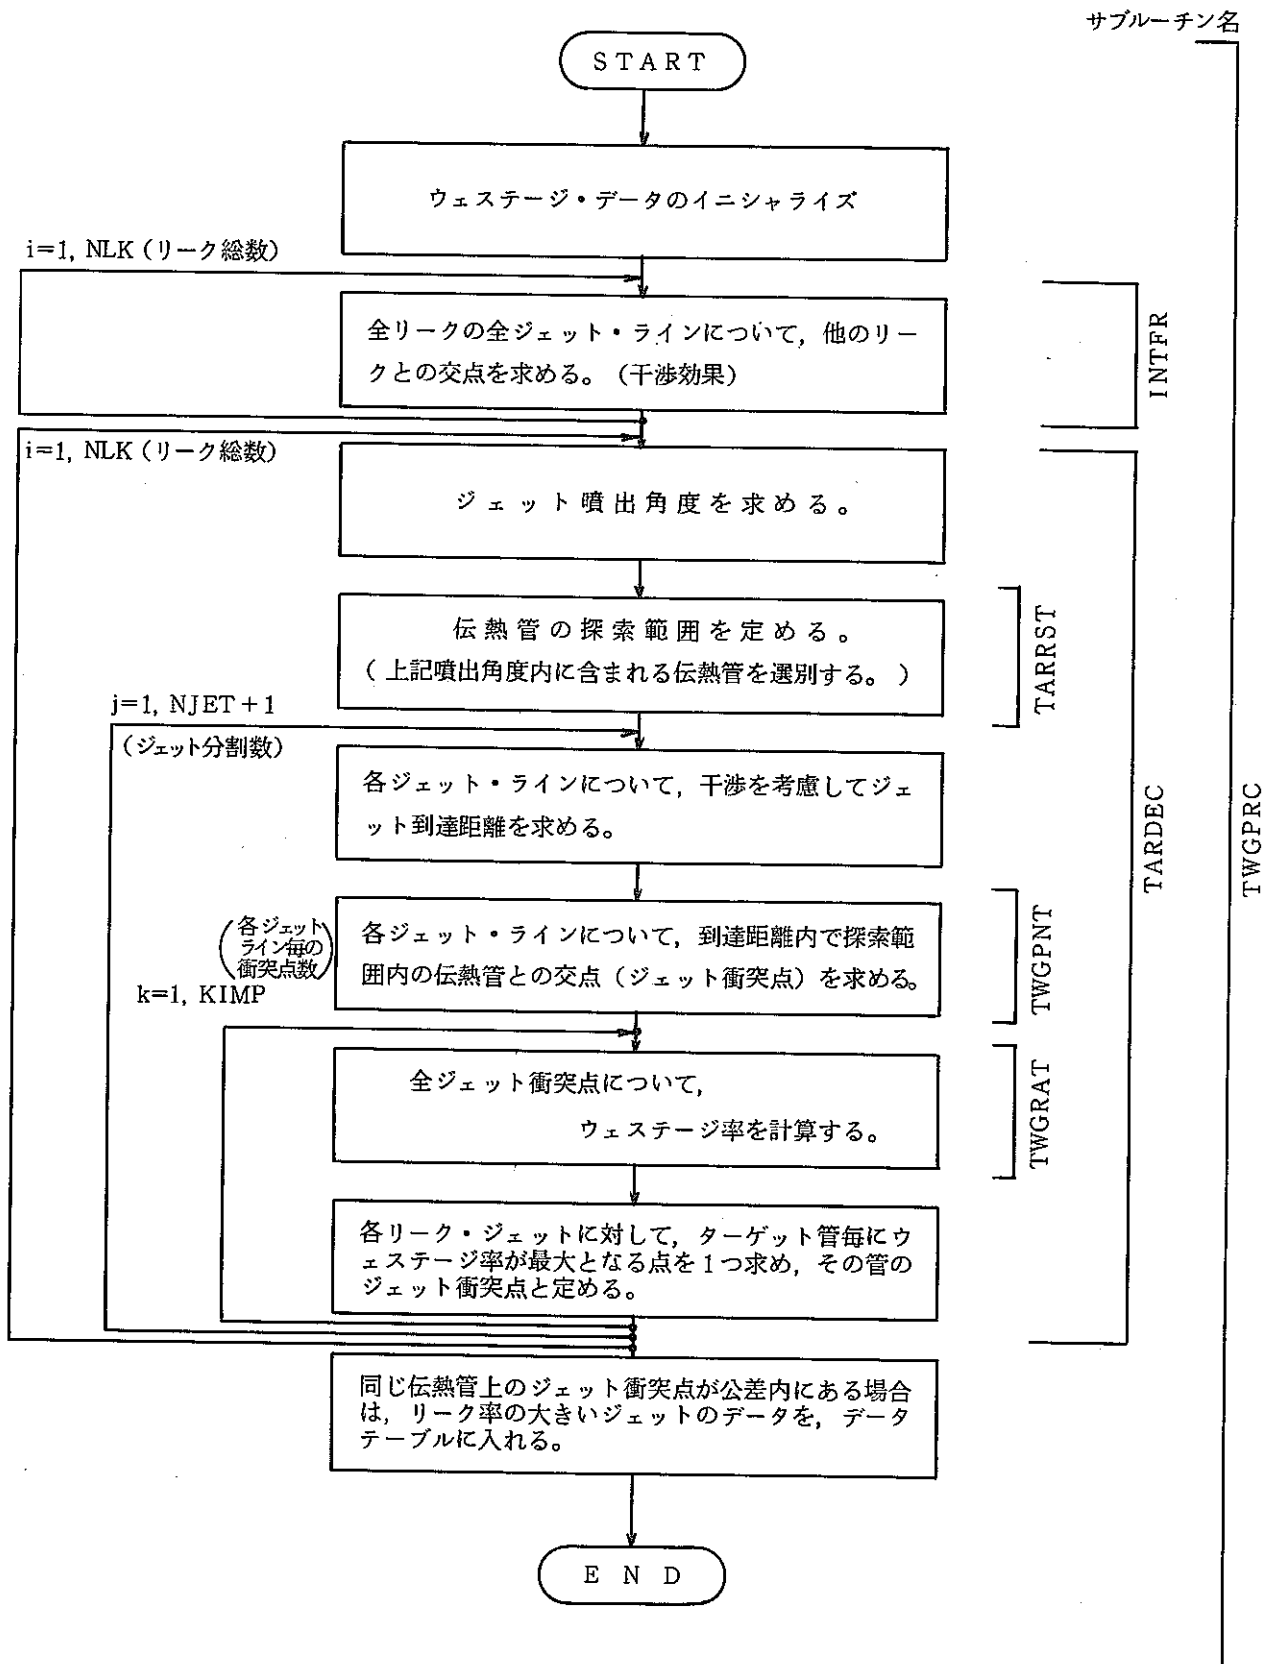 サブルーチン名
START
ウェステージ・データのイニシャライズ
i=1, NLK（リーク総数）
全リークの全ジェット・ラインについて，他のリー
クとの交点を求める。（干渉効果）
INTFR
i=1, NLK（リーク総数）
ジェット噴出角度を求める。
伝熱管の探索範囲を定める。
（上記噴出角度内に含まれる伝熱管を選別する。）
TARRST
j=1, NJET＋1
（ジェット分割数）
各ジェット・ラインについて，干渉を考慮してジェ
ット到達距離を求める。
TARDEC
TWGPRC
各ジェット
ライン毎の
衝突点数
k=1, KIMP
各ジェット・ラインについて，到達距離内で探索範
囲内の伝熱管との交点（ジェット衝突点）を求める。
TWGPNT
全ジェット衝突点について，
ウェステージ率を計算する。
TWGRAT
各リーク・ジェットに対して，ターゲット管毎にウ
ェステージ率が最大となる点を1つ求め，その管の
ジェット衝突点と定める。
同じ伝熱管上のジェット衝突点が公差内にある場合
は，リーク率の大きいジェットのデータを，データ
テーブルに入れる。
END